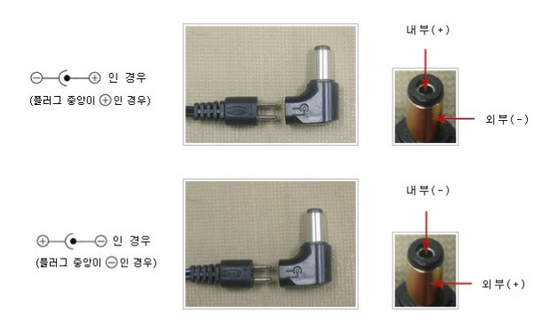 내부(+)
⊖―●―⊕ 인 경우
(플러그 중앙이 ⊕인 경우)
외부(-)
내부(-)
⊕―●―⊖ 인 경우
(플러그 중앙이 ⊖인 경우)
외부(+)